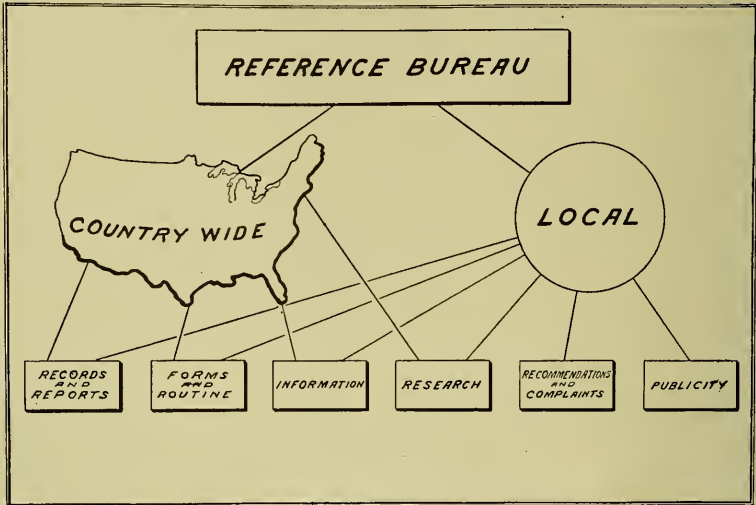 REFERENCE BUREAU
COUNTRY WIDE
LOCAL
RECORDS
AND
REPORTS
FORMS
AND
ROUTINE
INFORMATION
RESEARCH
RECOMMENDATIONS
AND
COMPLAINTS
PUBLICITY